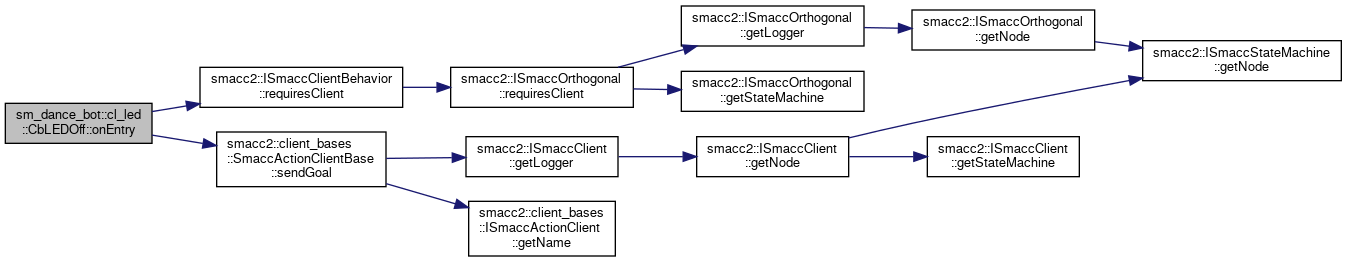 sm_dance_bot::cl_led
::CbLEDOff::onEntry
smacc2::ISmaccClientBehavior
::requiresClient
smacc2::ISmaccOrthogonal
::requiresClient
smacc2::ISmaccOrthogonal
::getLogger
smacc2::ISmaccOrthogonal
::getNode
smacc2::ISmaccStateMachine
::getNode
smacc2::ISmaccOrthogonal
::getStateMachine
smacc2::client_bases
::SmaccActionClientBase
::sendGoal
smacc2::ISmaccClient
::getLogger
smacc2::ISmaccClient
::getNode
smacc2::ISmaccClient
::getStateMachine
smacc2::client_bases
::ISmaccActionClient
::getName